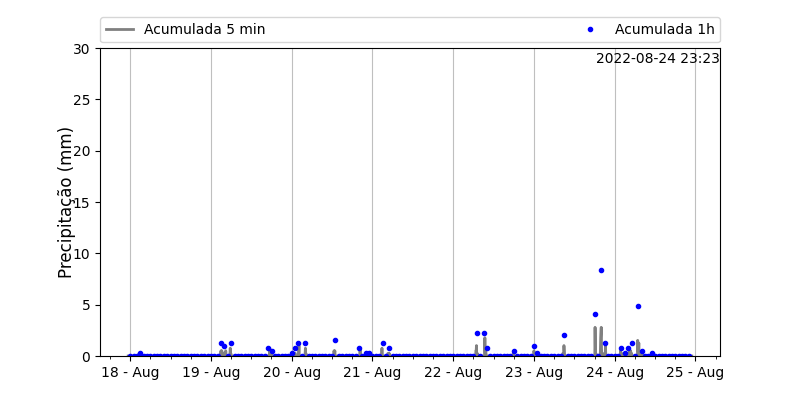 Acumulada 5 min
Acumulada 1h
2022-08-24 23:23
Precipitação (mm)
30
25
20
15
10
5
0
18 - Aug
19 - Aug
20 - Aug
21 - Aug
22 - Aug
23 - Aug
24 - Aug
25 - Aug